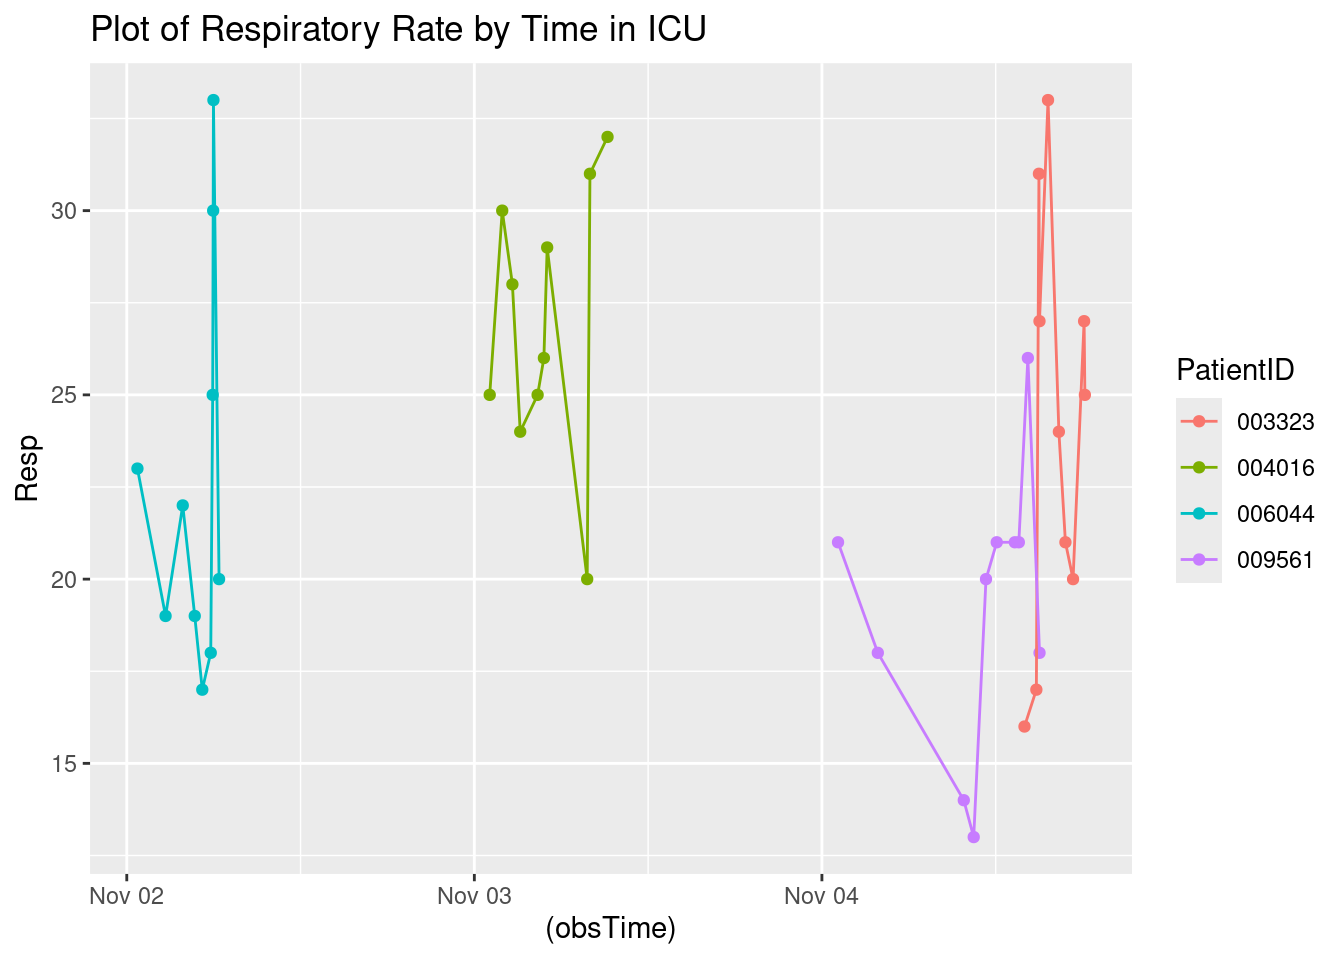 Plot of Respiratory Rate by Time in ICU
Resp
30
25
20
15
Nov 02
Nov 03
Nov 04
(obsTime)
PatientID
003323
004016
006044
009561